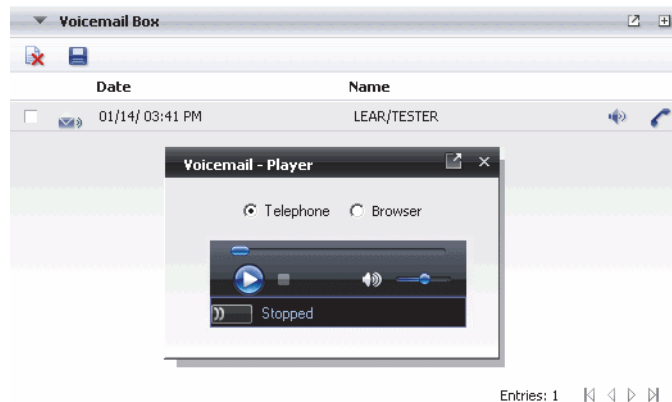 Voicemail Box
Date Name
01/14/ 03:41 PM LEAR/TESTER
Voicemail - Player
Telephone Browser
Stopped
Entries: 1